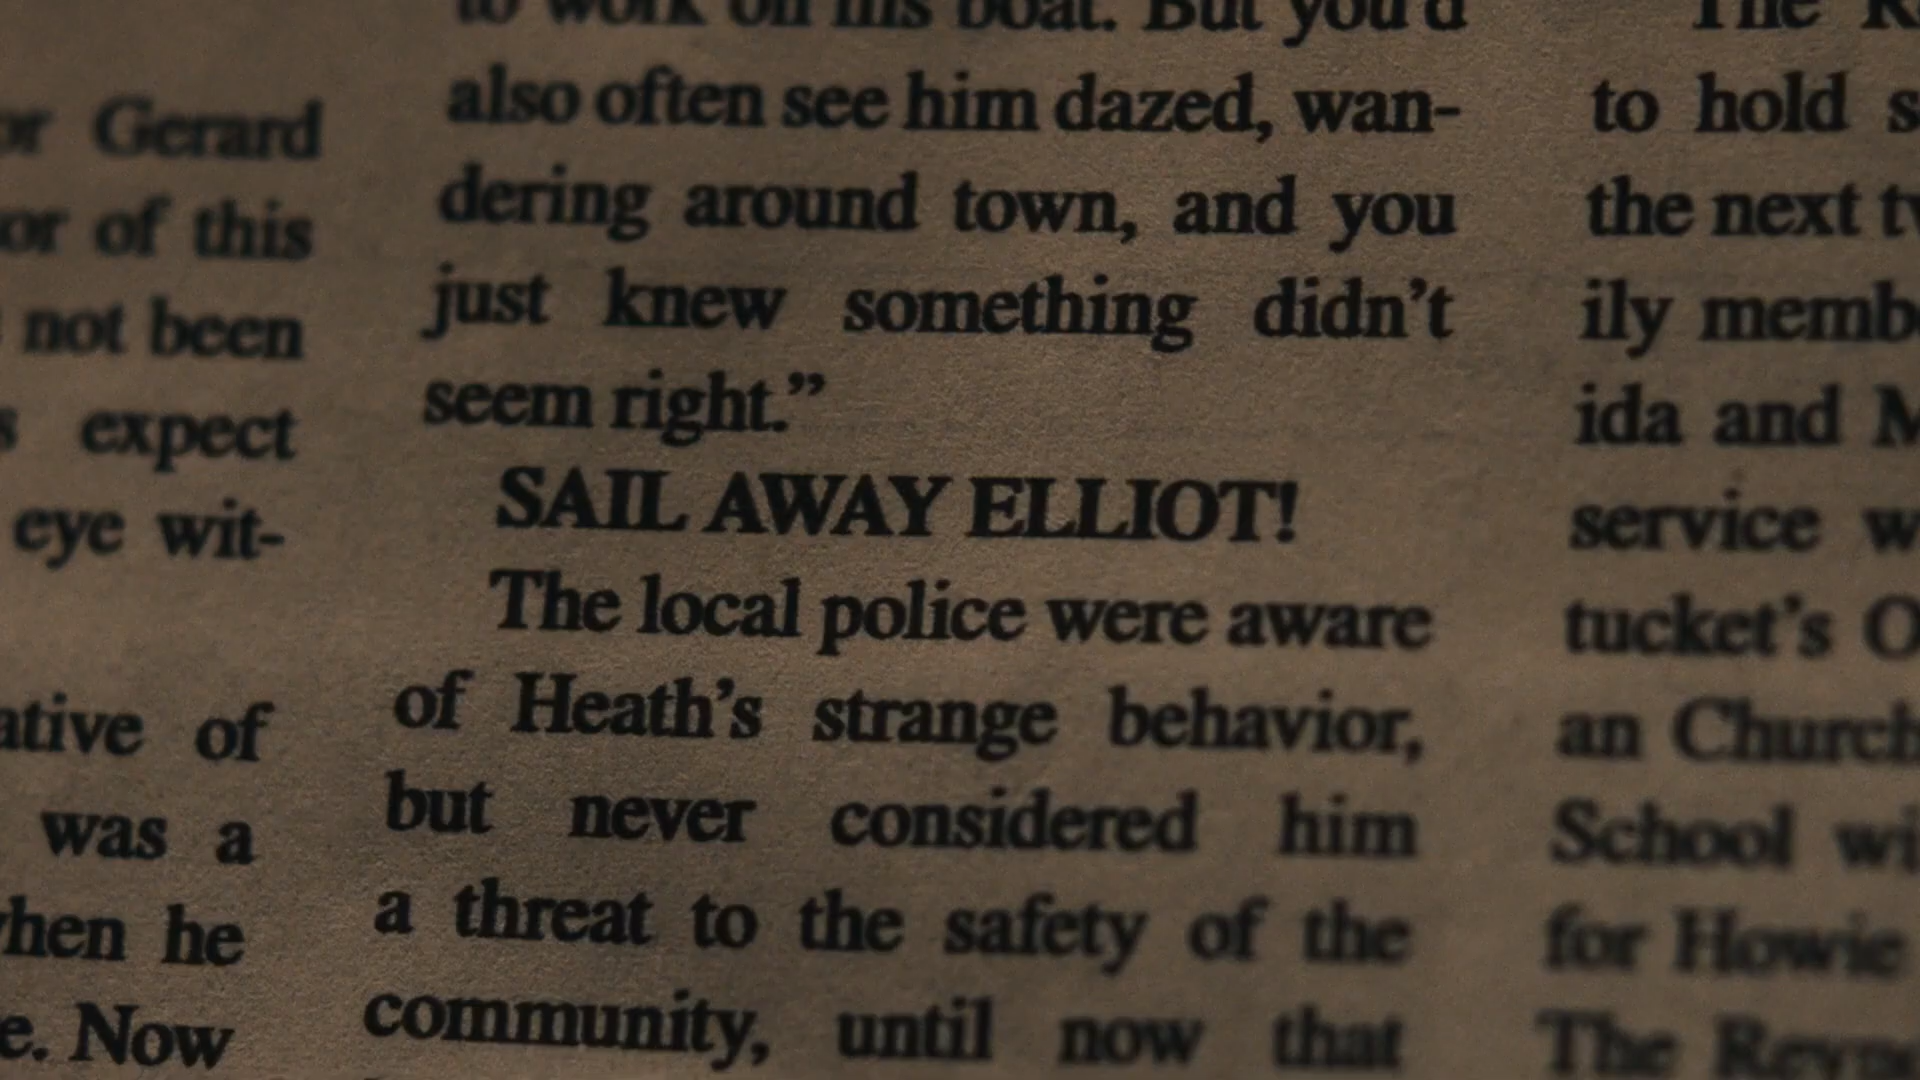 or Gerard
or of this
not been
expect
eye wit-
ative of
was a
when he
e. Now
to work on his boat. But you'd
also often see him dazed, wan-
dering around town, and you
just knew something didn't
seem right.”
SAIL AWAY ELLIOT!
The local police were aware
of Heath's strange behavior,
but never considered him
a threat to the safety of the
community, until now that
The
to hold
the next
ily memb
ida and
service
tucket's
an Church
School
for Howie
The